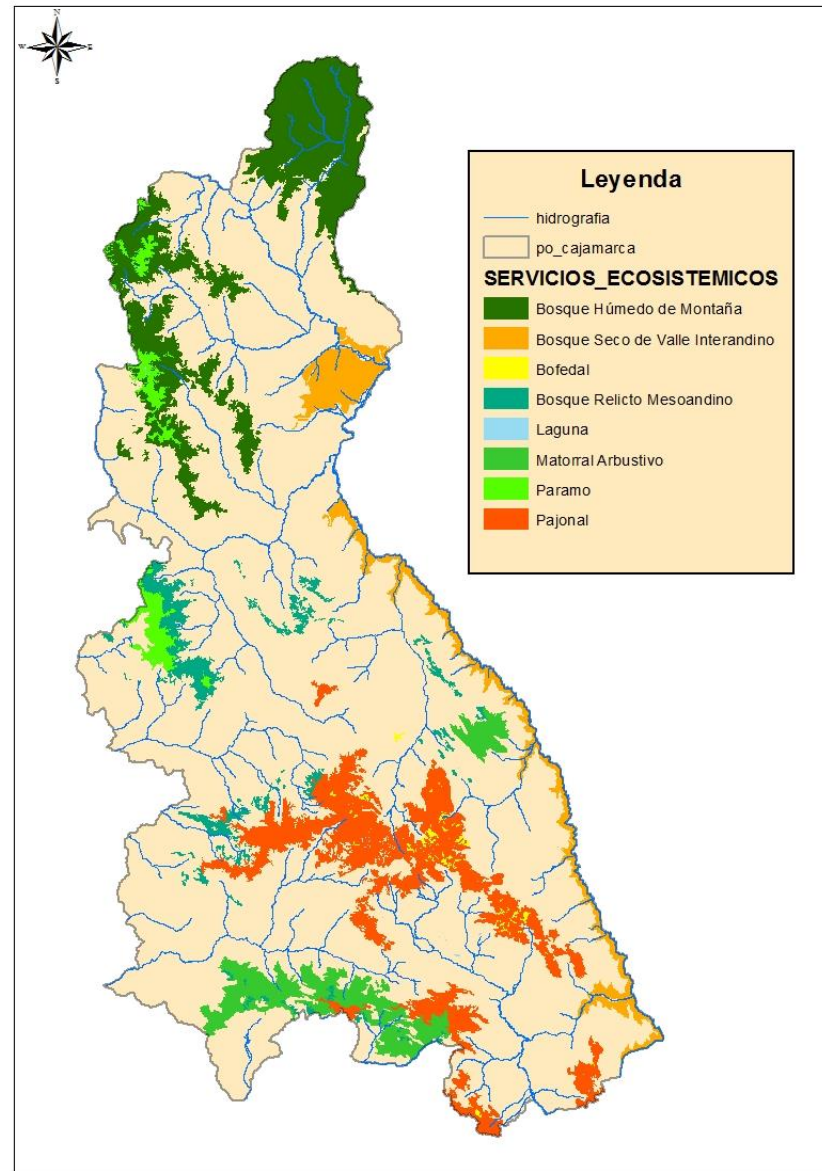 N
W E
S
Leyenda
hidrografia
po_cajamarca
SERVICIOS_ECOSISTEMICOS
Bosque Húmedo de Montaña
Bosque Seco de Valle Interandino
Bofedal
Bosque Relicto Mesoandino
Laguna
Matorral Arbustivo
Paramo
Pajonal